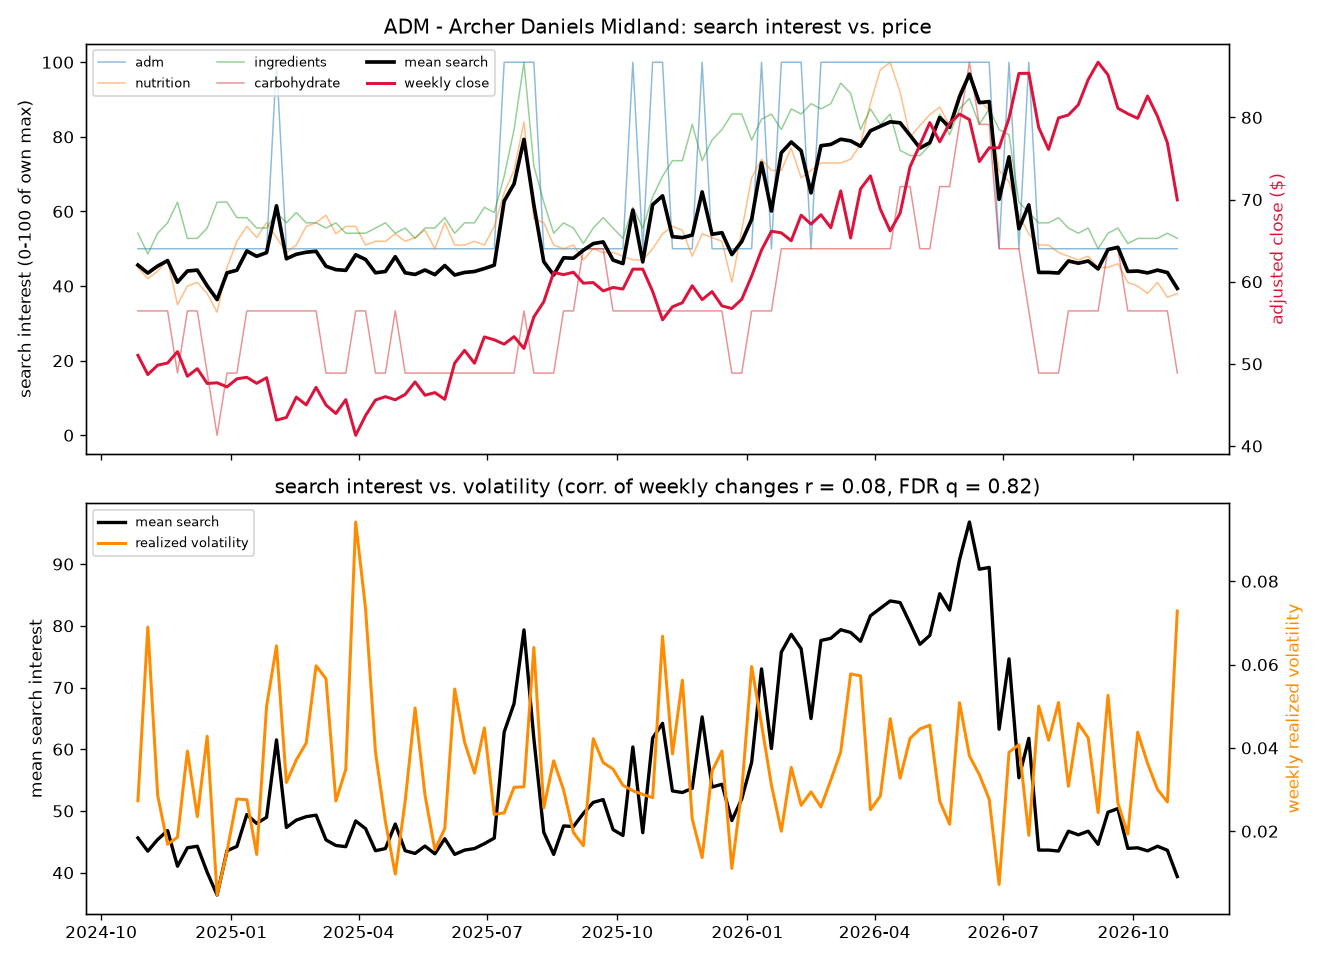 ADM - Archer Daniels Midland: search interest vs. price
adm
nutrition
ingredients
carbohydrate
mean search
weekly close
search interest (0-100 of own max)
100
80
60
40
20
0
adjusted close ($)
80
70
60
50
40
search interest vs. volatility (corr. of weekly changes r = 0.08, FDR q = 0.82)
mean search
realized volatility
mean search interest
90
80
70
60
50
40
weekly realized volatility
0.08
0.06
0.04
0.02
2024-10
2025-01
2025-04
2025-07
2025-10
2026-01
2026-04
2026-07
2026-10